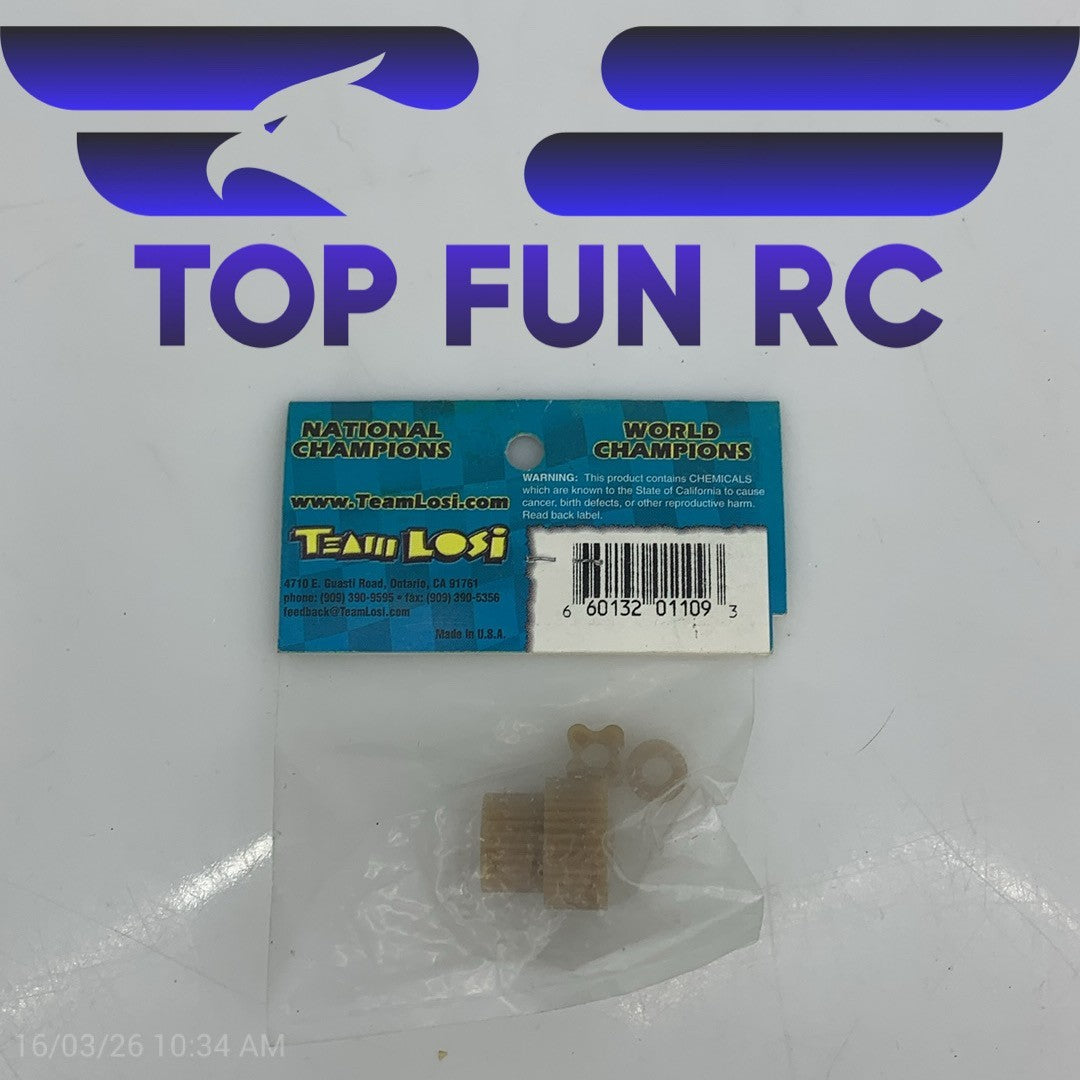 TOP FUN RC
NATIONAL
CHAMPIONS
WORLD
CHAMPIONS
www.TeamLosi.com
TEAM LOSi
4710 E. Guasti Road, Ontario, CA 91761
phone: (909) 390-9595 • fax: (909) 390-5356
feedback@TeamLosi.com
Made in U.S.A.
WARNING: This product contains CHEMICALS
which are known to the State of California to cause
cancer, birth defects, or other reproductive harm.
Read back label.
6 60132 01109 3
16/03/26 10:34 AM